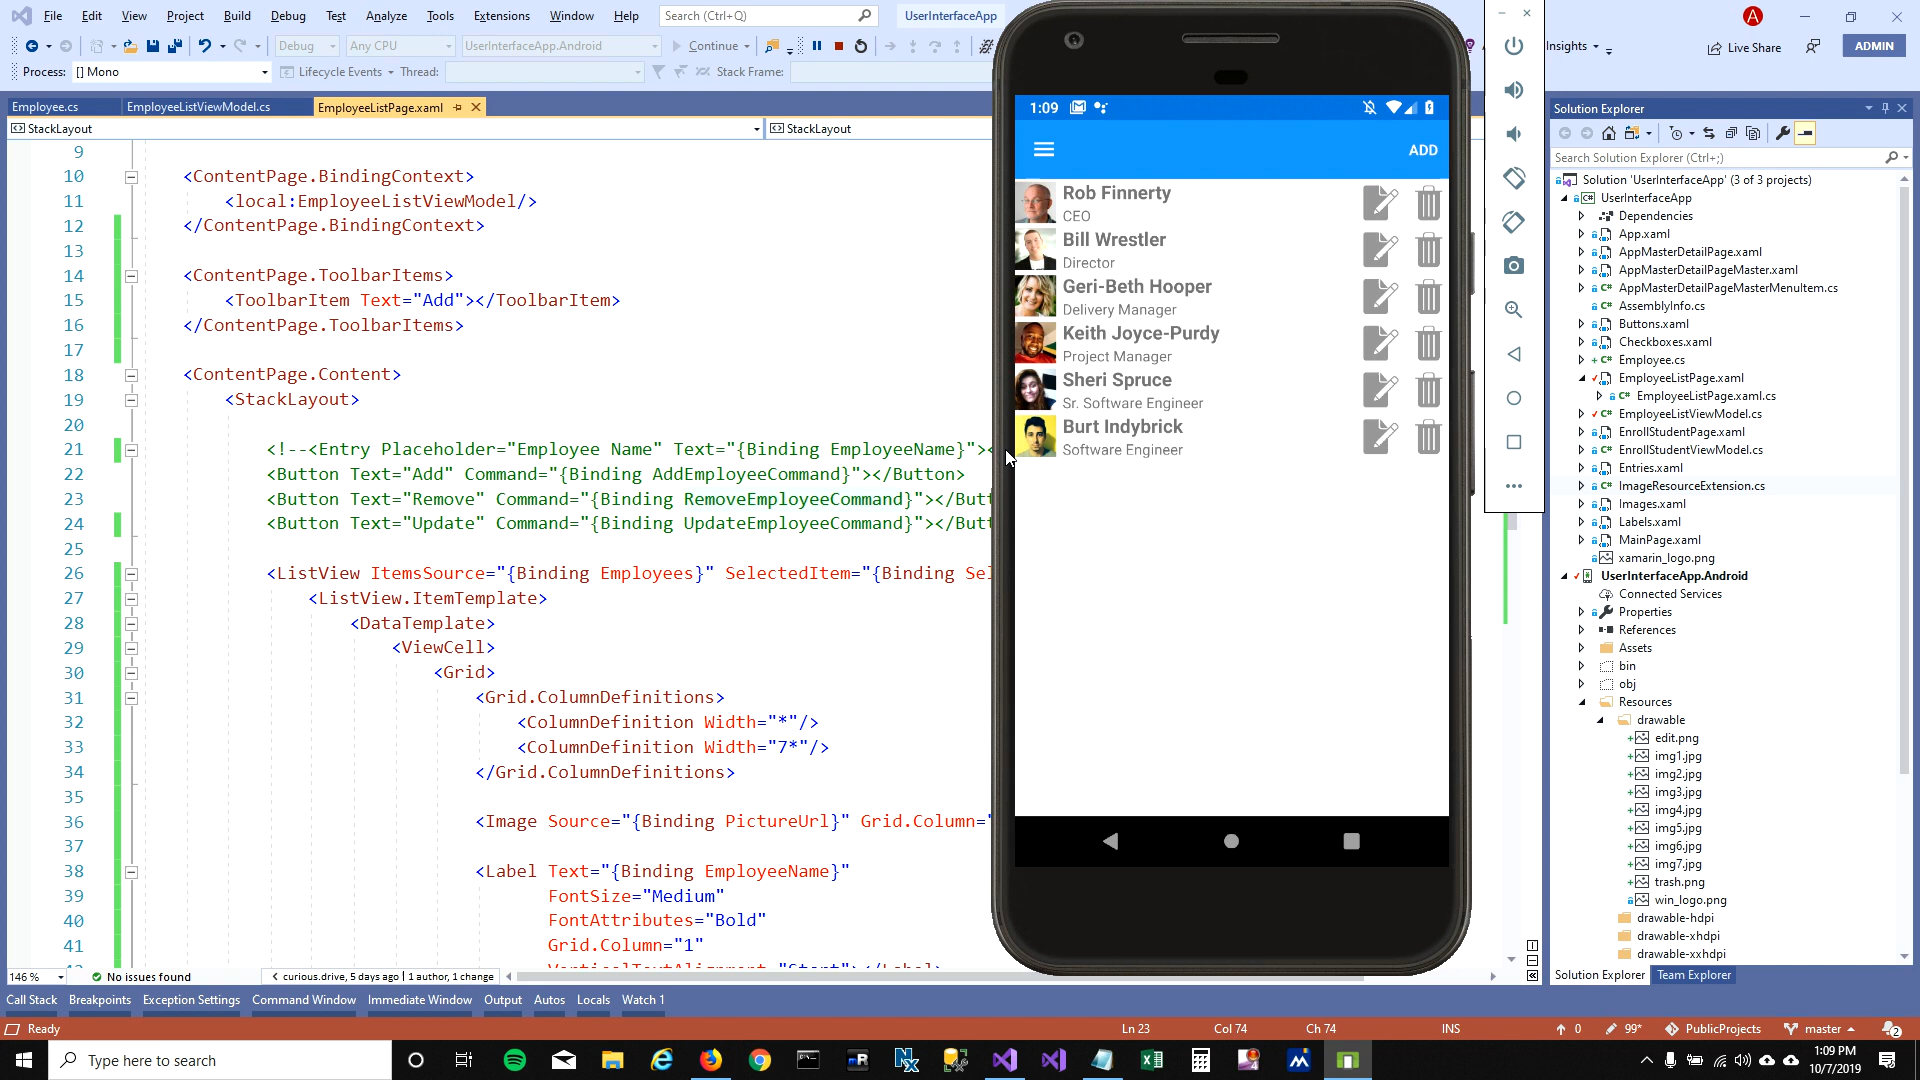 File Edit View Project Build Debug Test Analyze Tools Extensions Window Help Search (Ctrl+Q) UserInterfaceApp
Debug Any CPU UserInterfaceApp.Android Continue
Process: [] Mono Lifecycle Events Thread: Stack Frame:
Insights
Live Share
ADMIN
A
Employee.cs EmployeeListViewModel.cs EmployeeListPage.xaml
StackLayout StackLayout
9
10 <ContentPage.BindingContext>
11 <local:EmployeeListViewModel/>
12 </ContentPage.BindingContext>
13
14 <ContentPage.ToolbarItems>
15 <ToolbarItem Text="Add"></ToolbarItem>
16 </ContentPage.ToolbarItems>
17
18 <ContentPage.Content>
19 <StackLayout>
20
21 <!--<Entry Placeholder="Employee Name" Text="{Binding EmployeeName}"><
22 <Button Text="Add" Command="{Binding AddEmployeeCommand}"></Button>
23 <Button Text="Remove" Command="{Binding RemoveEmployeeCommand}"></Butt
24 <Button Text="Update" Command="{Binding UpdateEmployeeCommand}"></Butt
25
26 <ListView ItemsSource="{Binding Employees}" SelectedItem="{Binding Sel
27 <ListView.ItemTemplate>
28 <DataTemplate>
29 <ViewCell>
30 <Grid>
31 <Grid.ColumnDefinitions>
32 <ColumnDefinition Width="*"/>
33 <ColumnDefinition Width="7*"/>
34 </Grid.ColumnDefinitions>
35
36 <Image Source="{Binding PictureUrl}" Grid.Column="
37
38 <Label Text="{Binding EmployeeName}"
39 FontSize="Medium"
40 FontAttributes="Bold"
41 Grid.Column="1"
1:09
ADD
Rob Finnerty
CEO
Bill Wrestler
Director
Geri-Beth Hooper
Delivery Manager
Keith Joyce-Purdy
Project Manager
Sheri Spruce
Sr. Software Engineer
Burt Indybrick
Software Engineer
Solution Explorer
Search Solution Explorer (Ctrl+;)
Solution 'UserInterfaceApp' (3 of 3 projects)
UserInterfaceApp
Dependencies
App.xaml
AppMasterDetailPage.xaml
AppMasterDetailPageMaster.xaml
AppMasterDetailPageMasterMenuItem.cs
AssemblyInfo.cs
Buttons.xaml
Checkboxes.xaml
Employee.cs
EmployeeListPage.xaml
EmployeeListPage.xaml.cs
EmployeeListViewModel.cs
EnrollStudentPage.xaml
EnrollStudentViewModel.cs
Entries.xaml
ImageResourceExtension.cs
Images.xaml
Labels.xaml
MainPage.xaml
xamarin_logo.png
UserInterfaceApp.Android
Connected Services
Properties
References
Assets
bin
obj
Resources
drawable
edit.png
img1.jpg
img2.jpg
img3.jpg
img4.jpg
img5.jpg
img6.jpg
img7.jpg
trash.png
win_logo.png
drawable-hdpi
drawable-xhdpi
drawable-xxhdpi
Solution Explorer Team Explorer
146 % No issues found curious.drive, 5 days ago | 1 author, 1 change
Call Stack Breakpoints Exception Settings Command Window Immediate Window Output Autos Locals Watch 1
Ready Ln 23 Col 74 Ch 74 INS 0 99* PublicProjects master 2
Type here to search
1:09 PM
10/7/2019